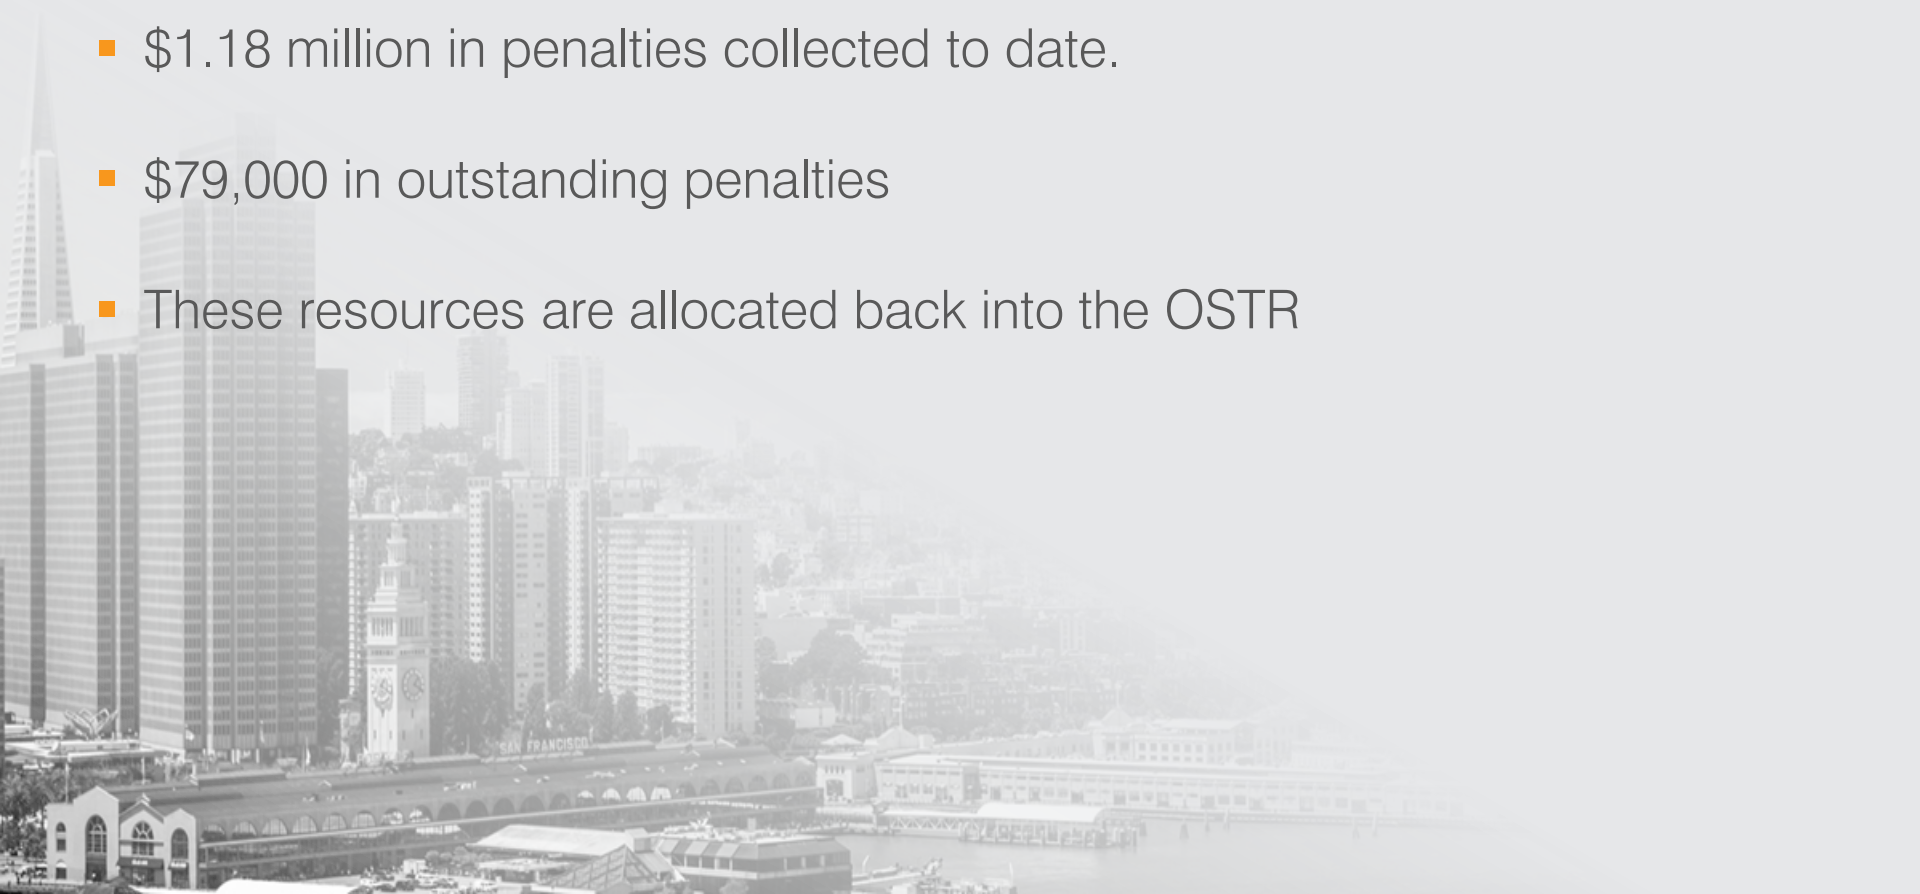 $1.18 million in penalties collected to date.
$79,000 in outstanding penalties
These resources are allocated back into the OSTR
SAN FRANCISCO